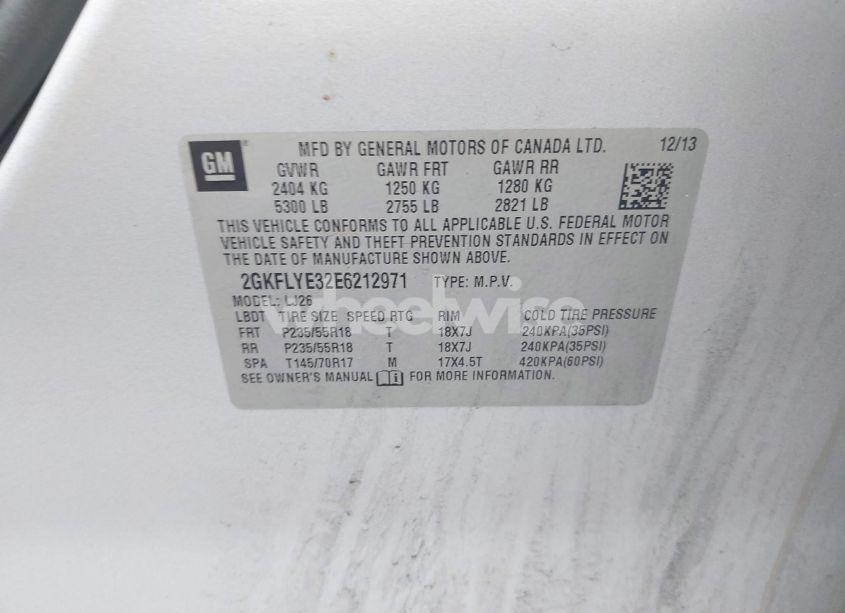 GM
MFD BY GENERAL MOTORS OF CANADA LTD. 12/13
GVWR GAWR FRT GAWR RR
2404 KG 1250 KG 1280 KG
5300 LB 2755 LB 2821 LB
THIS VEHICLE CONFORMS TO ALL APPLICABLE U.S. FEDERAL MOTOR
VEHICLE SAFETY AND THEFT PREVENTION STANDARDS IN EFFECT ON
THE DATE OF MANUFACTURE SHOWN ABOVE.
2GKFLYE32E6212971 TYPE: M.P.V.
wheelwire
MODEL: LJ26
LBDT TIRE SIZE SPEED RTG RIM COLD TIRE PRESSURE
FRT P235/55R18 T 18X7J 240KPA(35PSI)
RR P235/55R18 T 18X7J 240KPA(35PSI)
SPA T145/70R17 M 17X4.5T 420KPA(60PSI)
SEE OWNER'S MANUAL FOR MORE INFORMATION.